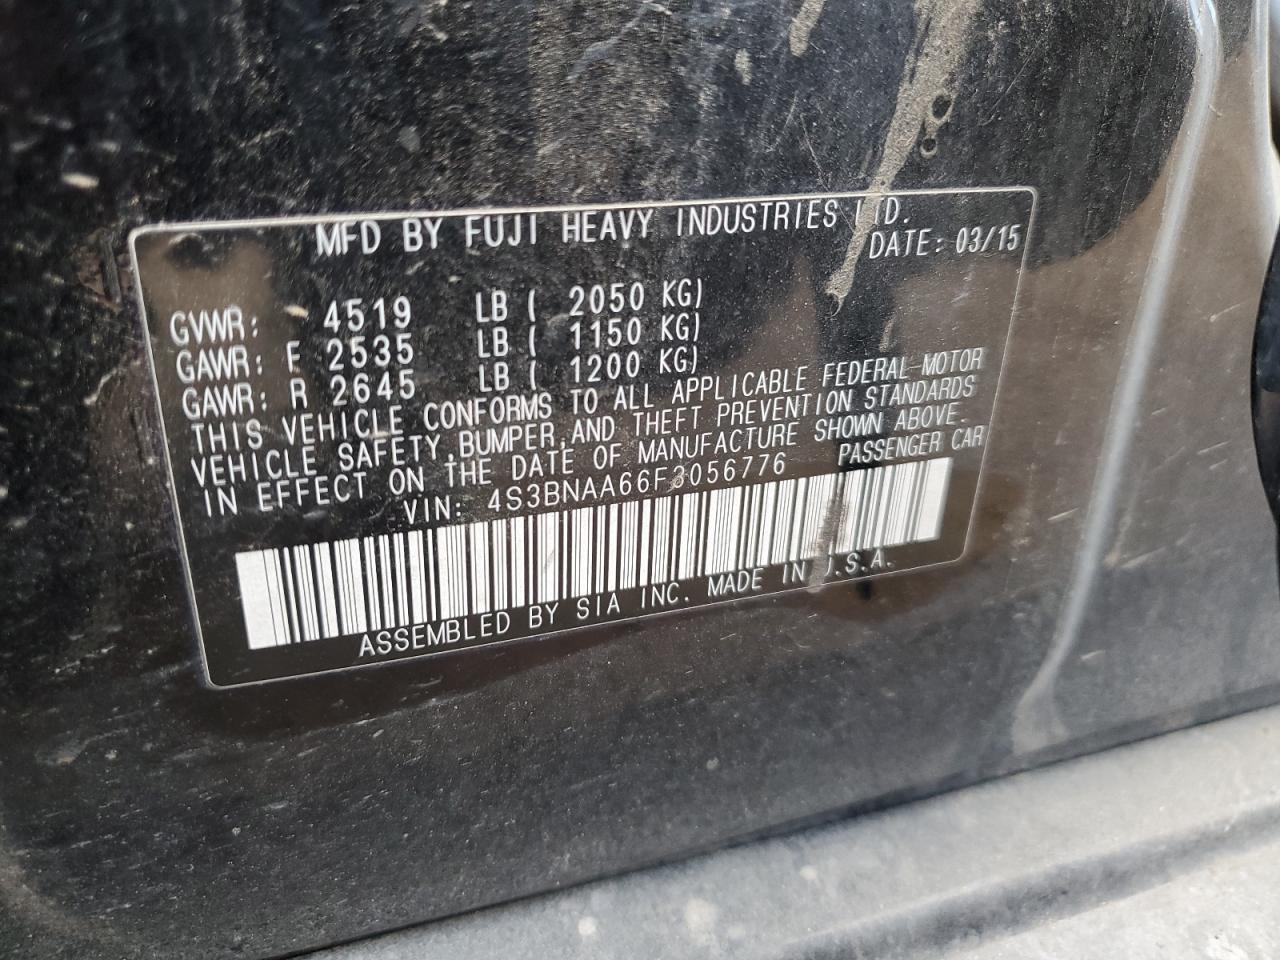 MFD BY FUJI HEAVY INDUSTRIES LTD.
DATE: 03/15
GVWR: 4519 LB ( 2050 KG)
GAWR: F 2535 LB ( 1150 KG)
GAWR: R 2645 LB ( 1200 KG)
THIS VEHICLE CONFORMS TO ALL APPLICABLE FEDERAL MOTOR
VEHICLE SAFETY,BUMPER,AND THEFT PREVENTION STANDARDS
IN EFFECT ON THE DATE OF MANUFACTURE SHOWN ABOVE.
VIN: 4S3BNAA66F3056776 PASSENGER CAR
ASSEMBLED BY SIA INC. MADE IN U.S.A.